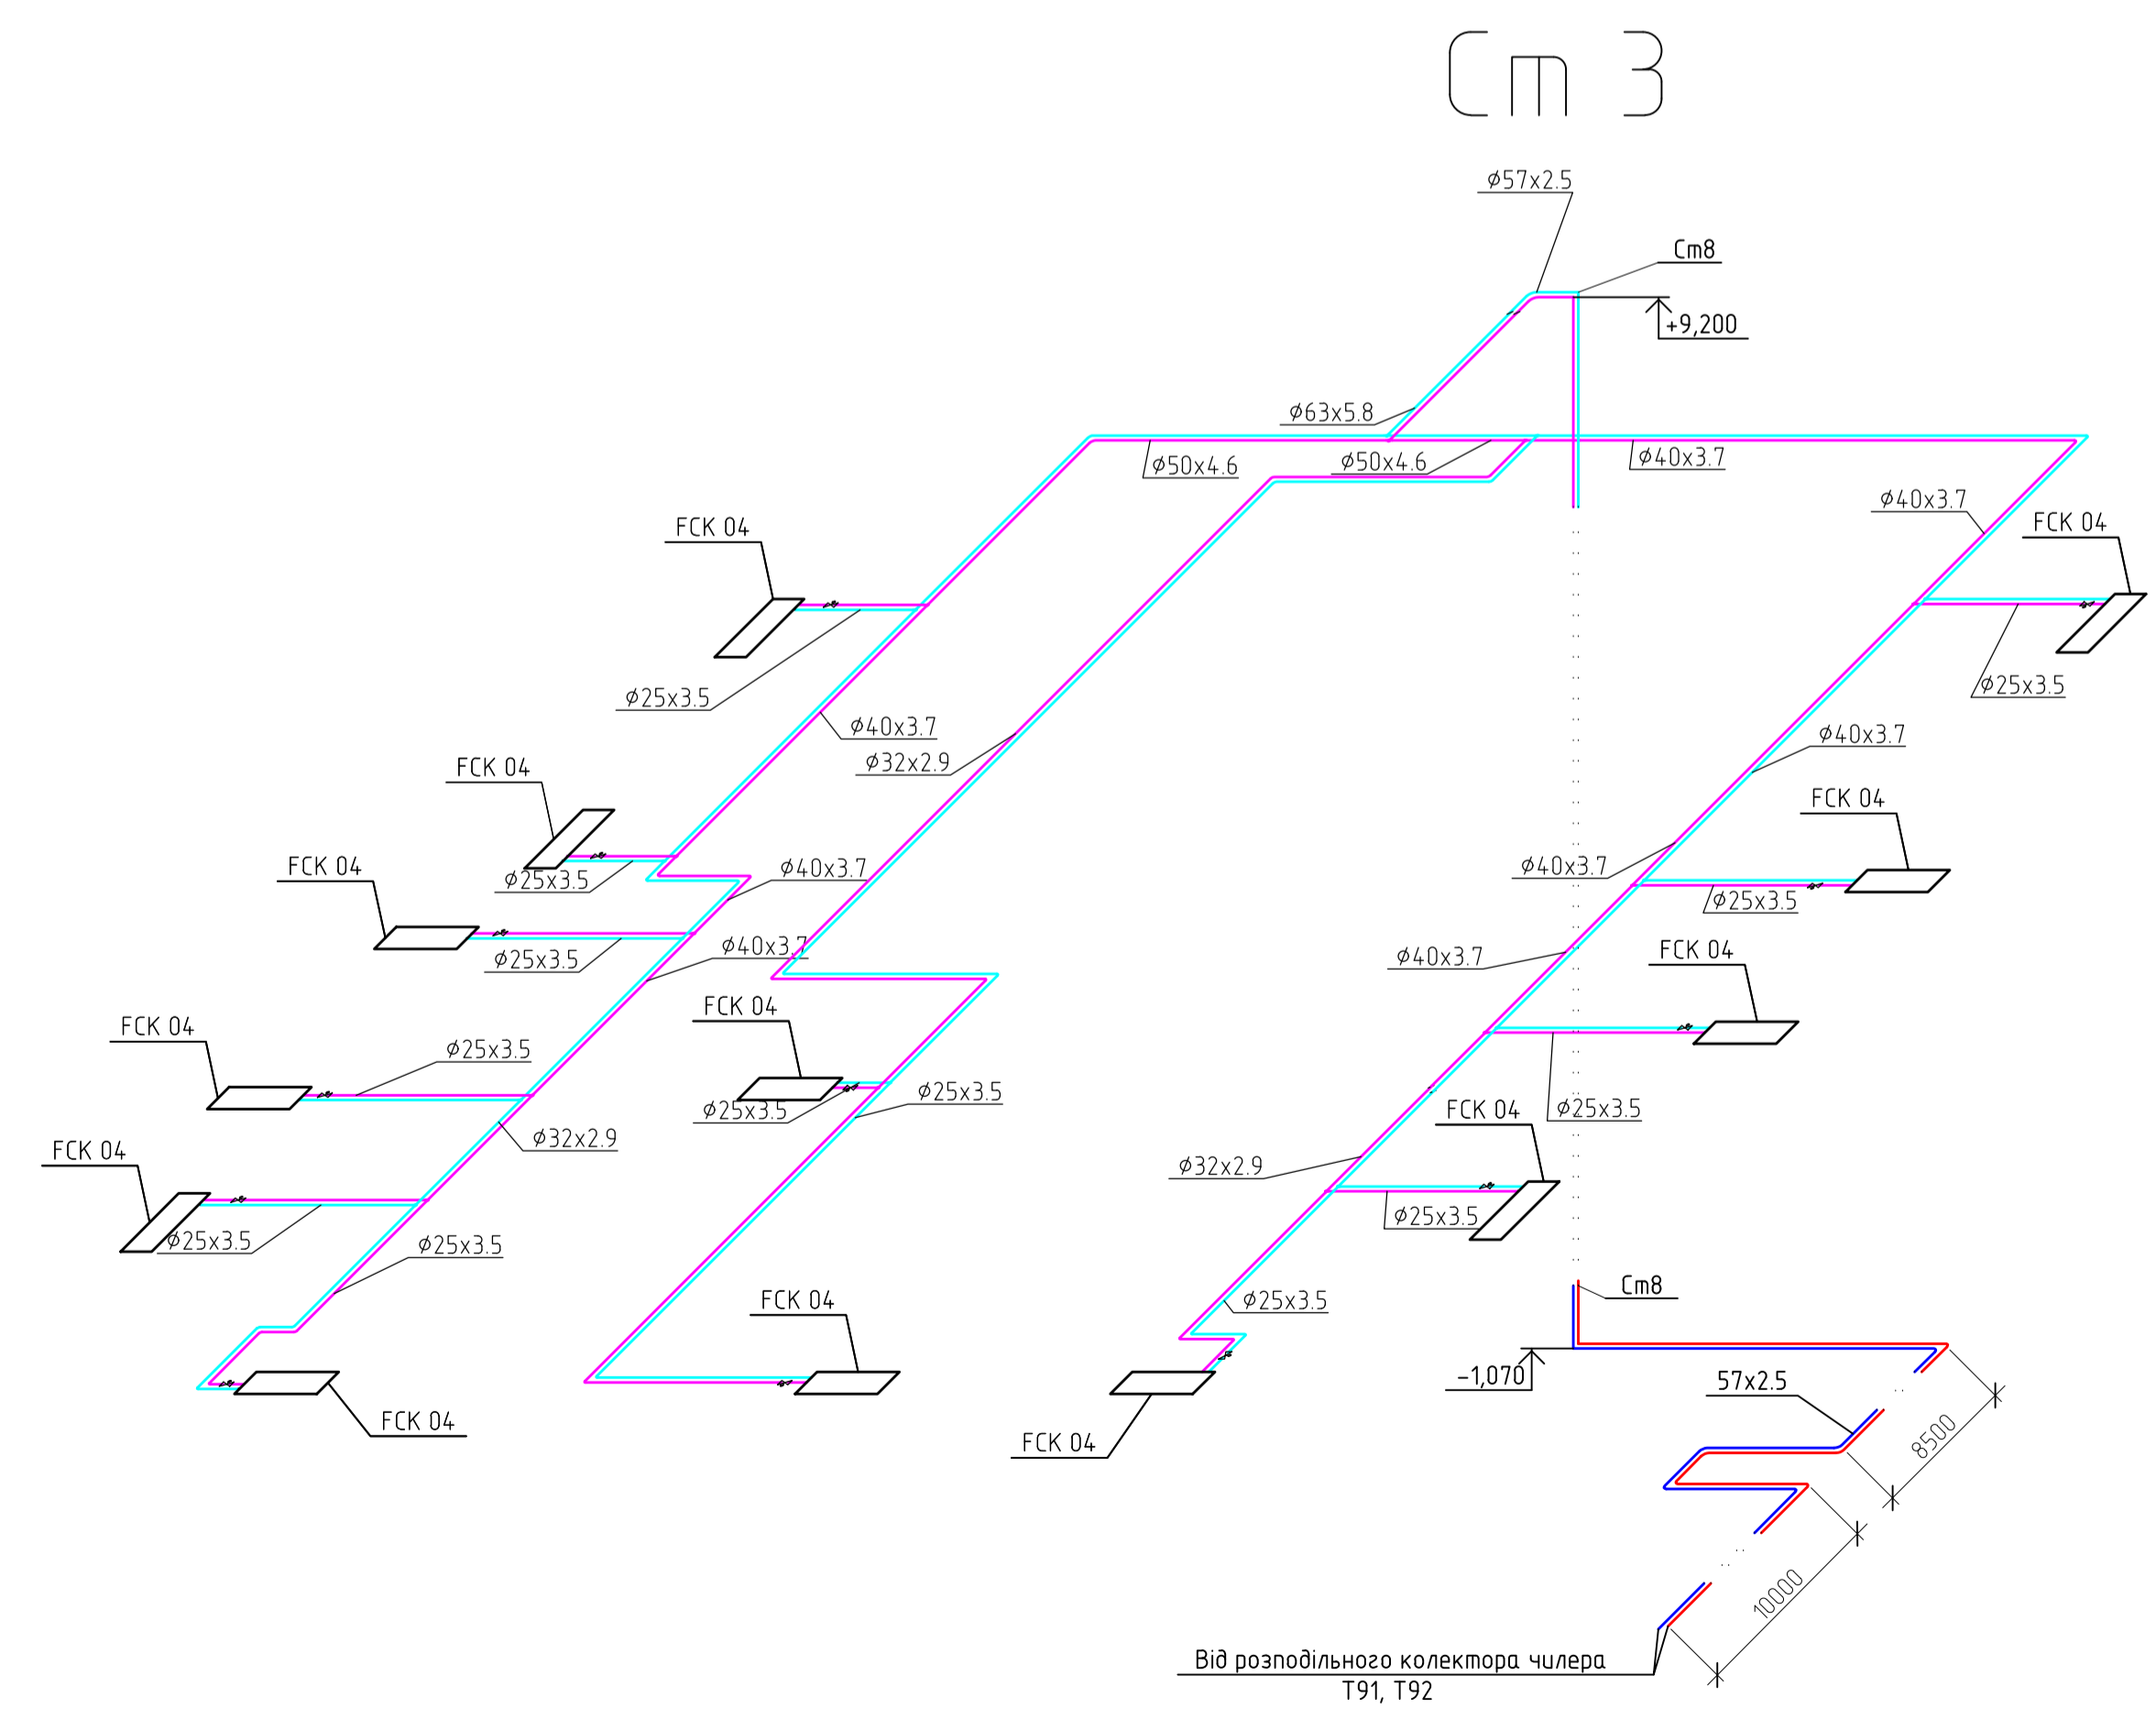 Ст 3
ϕ57x2.5
Ст8
+9,200
ϕ63x5.8
ϕ50x4.6
ϕ50x4.6
ϕ40x3.7
ϕ40x3.7
FCK 04
FCK 04
ϕ25x3.5
ϕ25x3.5
ϕ40x3.7
ϕ40x3.7
ϕ32x2.9
FCK 04
FCK 04
ϕ40x3.7
ϕ40x3.7
FCK 04
ϕ25x3.5
ϕ25x3.5
ϕ40x3.7
FCK 04
ϕ40x3.7
ϕ25x3.5
FCK 04
FCK 04
ϕ25x3.5
ϕ25x3.5
FCK 04
ϕ25x3.5
ϕ25x3.5
FCK 04
ϕ32x2.9
ϕ32x2.9
ϕ25x3.5
ϕ25x3.5
ϕ25x3.5
FCK 04
ϕ25x3.5
Ст8
-1,070
57x2.5
FCK 04
FCK 04
8500
10000
Від розподільного колектора чилера
Т91, Т92